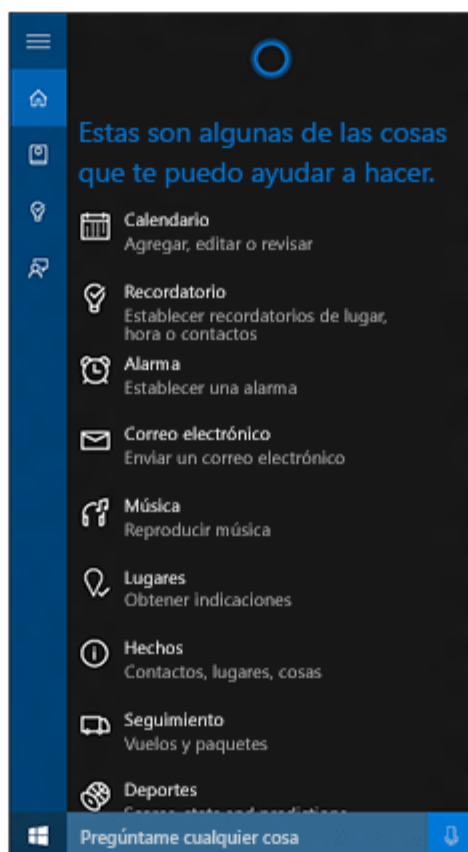 Estas son algunas de las cosas
que te puedo ayudar a hacer.
Calendario
Agregar, editar o revisar
Recordatorio
Establecer recordatorios de lugar,
hora o contactos
Alarma
Establecer una alarma
Correo electrónico
Enviar un correo electrónico
Música
Reproducir música
Lugares
Obtener indicaciones
Hechos
Contactos, lugares, cosas
Seguimiento
Vuelos y paquetes
Deportes
Pregúntame cualquier cosa